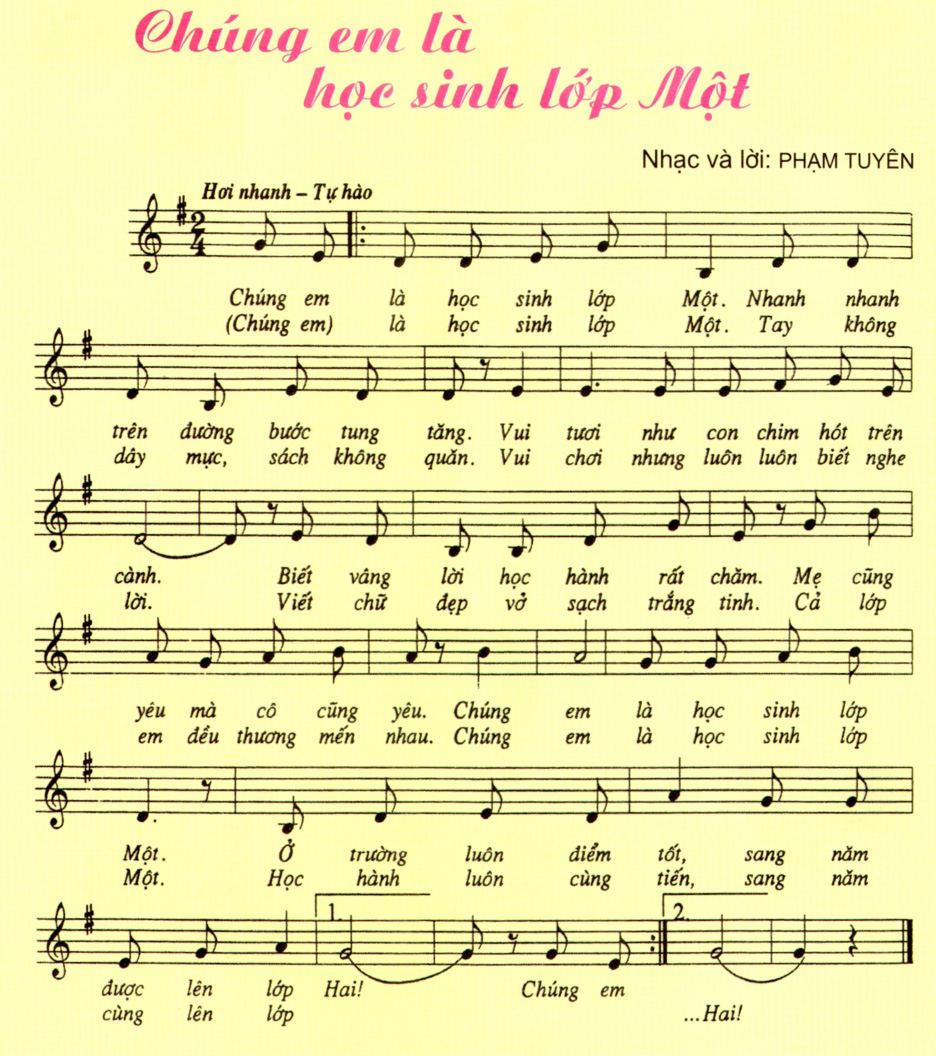 Chúng em là
học sinh lớp Một
Nhạc và lời: PHẠM TUYÊN
Hơi nhanh – Tự hào
2
4
Chúng em là học sinh lớp Một. Nhanh nhanh
(Chúng em) là học sinh lớp Một. Tay không
trên đường bước tung tăng. Vui tươi như con chim hót trên
dây mực, sách không quăn. Vui chơi nhưng luôn luôn biết nghe
cành. Biết vâng lời học hành rất chăm. Mẹ cũng
lời. Viết chữ đẹp vở sạch trắng tinh. Cả lớp
yêu mà cô cũng yêu. Chúng em là học sinh lớp
em đều thương mến nhau. Chúng em là học sinh lớp
Một. Ở trường luôn điểm tốt, sang năm
Một. Học hành luôn cùng tiến, sang năm
1. 2.
được lên lớp Hai! Chúng em
cùng lên lớp ...Hai!